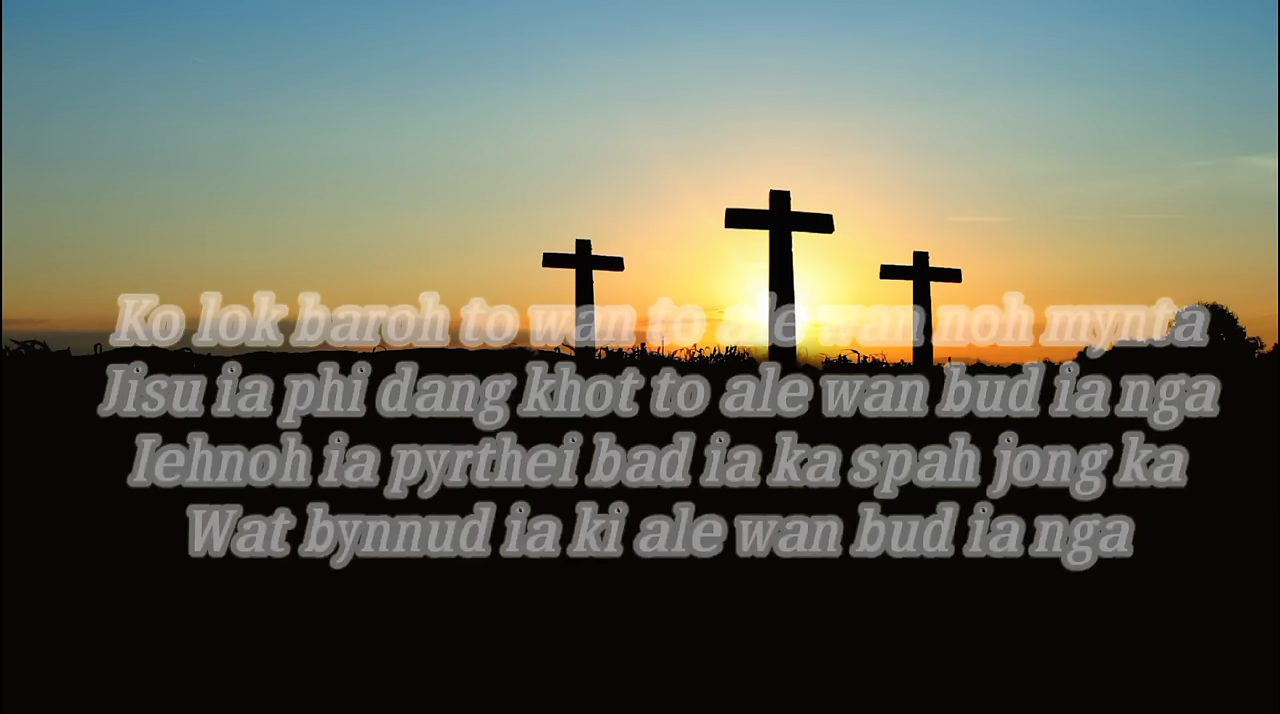 Ko lok baroh to wan to ale wan noh mynta
Jisu ia phi dang khot to ale wan bud ia nga
Iehnoh ia pyrthei bad ia ka spah jong ka
Wat bynnud ia ki ale wan bud ia nga